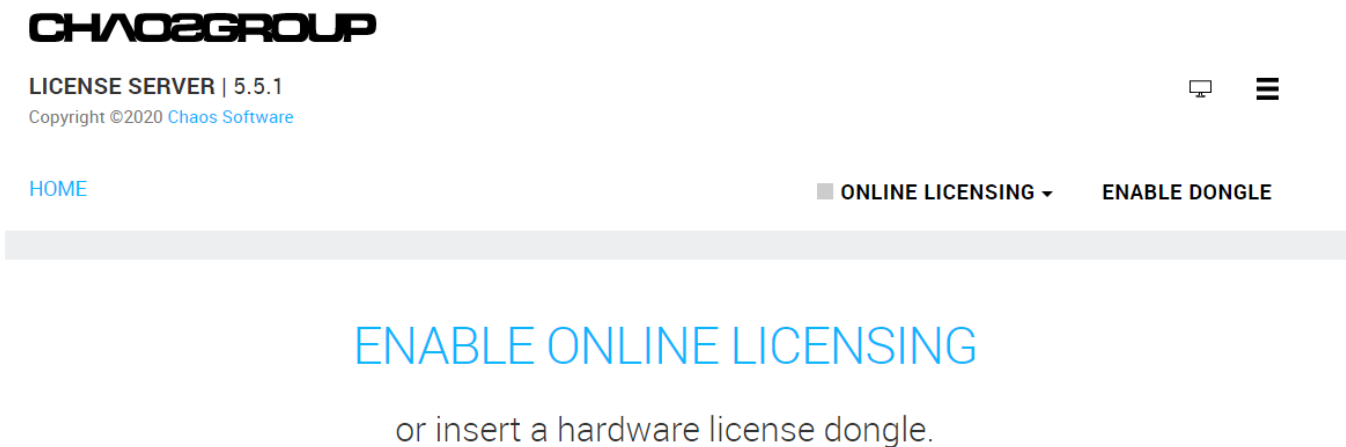 CHAOSGROUP
LICENSE SERVER | 5.5.1
Copyright ©2020 Chaos Software
HOME
ONLINE LICENSING
ENABLE DONGLE
ENABLE ONLINE LICENSING
or insert a hardware license dongle.